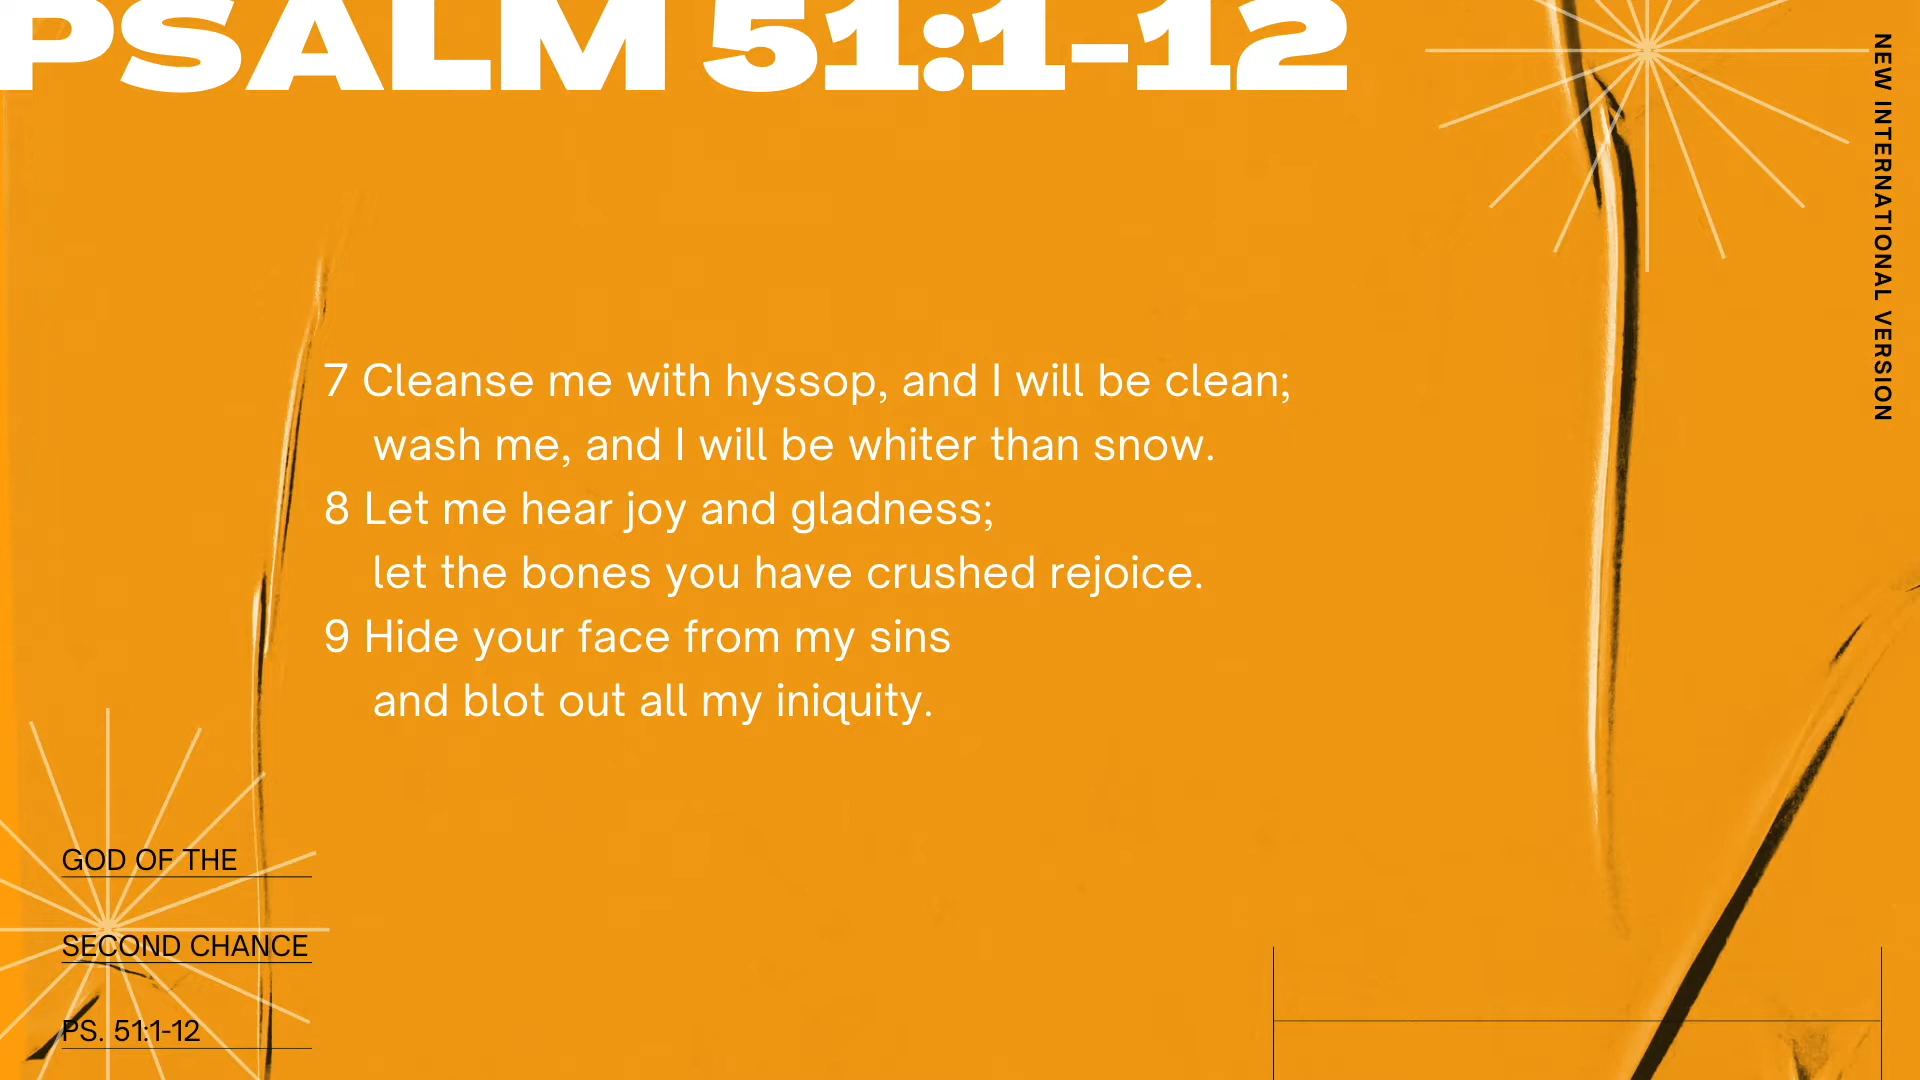 PSALM 51:1-12
NEW INTERNATIONAL VERSION
7 Cleanse me with hyssop, and I will be clean;
wash me, and I will be whiter than snow.
8 Let me hear joy and gladness;
let the bones you have crushed rejoice.
9 Hide your face from my sins
and blot out all my iniquity.
GOD OF THE
SECOND CHANCE
PS. 51:1-12